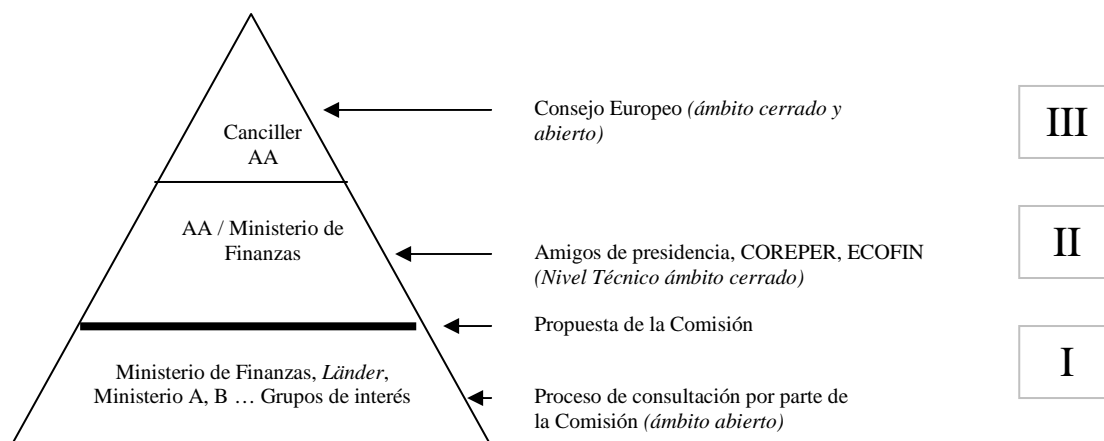 Canciller
AA
Consejo Europeo (ámbito cerrado y
abierto)
III
AA / Ministerio de
Finanzas
Amigos de presidencia, COREPER, ECOFIN
(Nivel Técnico ámbito cerrado)
II
Propuesta de la Comisión
Ministerio de Finanzas, Länder,
Ministerio A, B … Grupos de interés
Proceso de consultación por parte de
la Comisión (ámbito abierto)
I